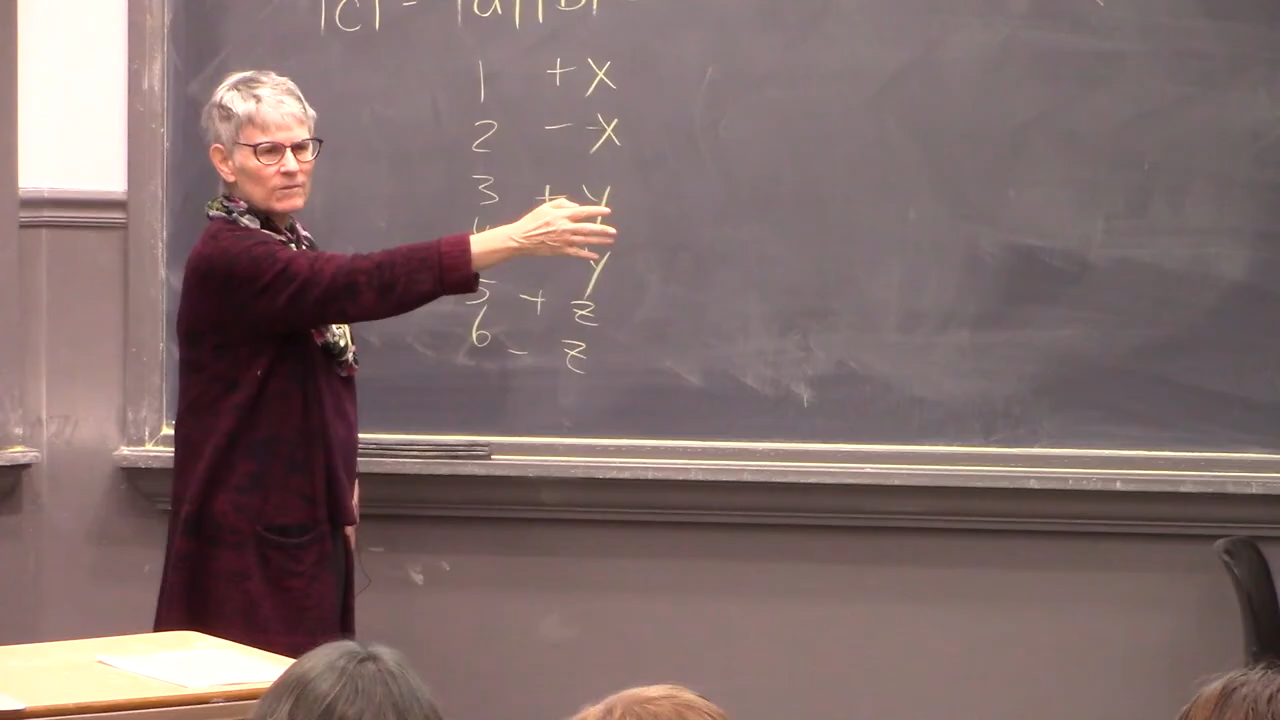 |c| = |a||b|
1 + x
2 - x
3 + y
y
5 + z
6 - z